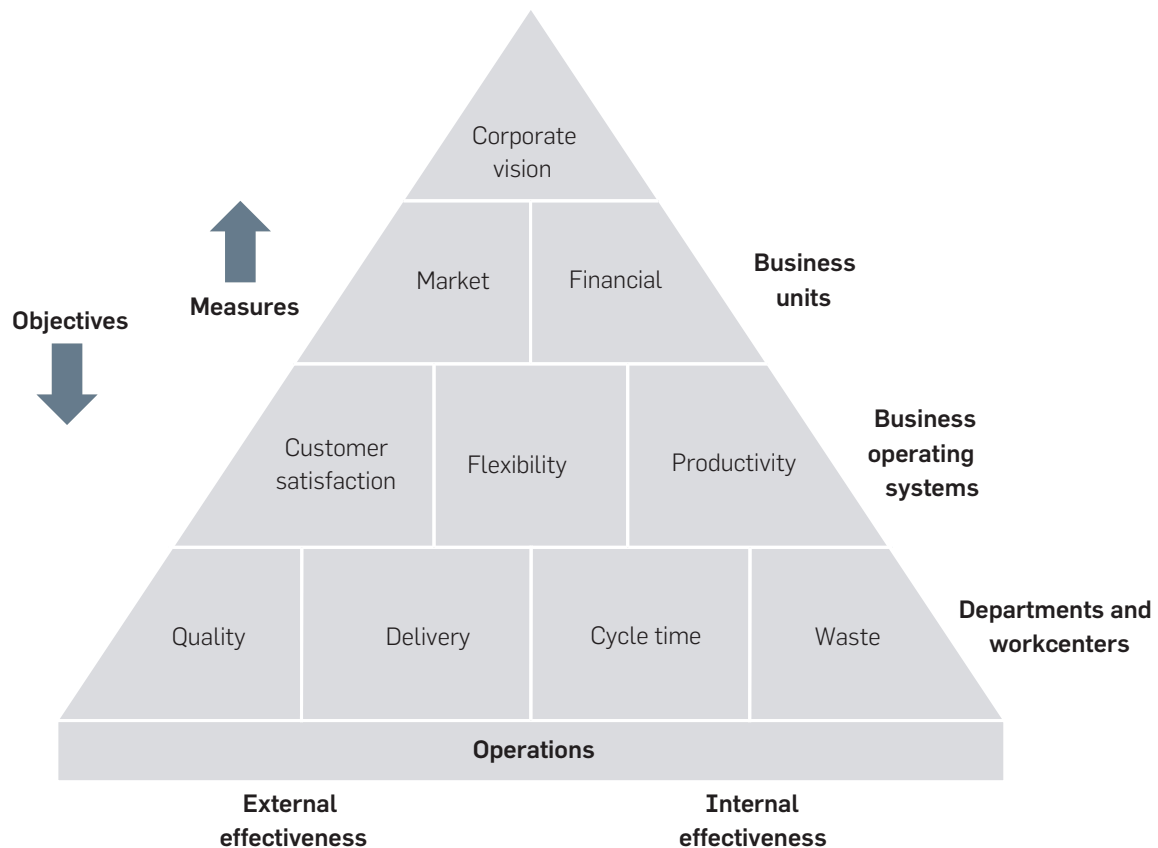 Corporate
vision
Market
Financial
Business
units
Measures
Objectives
Customer
satisfaction
Flexibility
Productivity
Business
operating
systems
Quality
Delivery
Cycle time
Waste
Departments and
workcenters
Operations
External
effectiveness
Internal
effectiveness